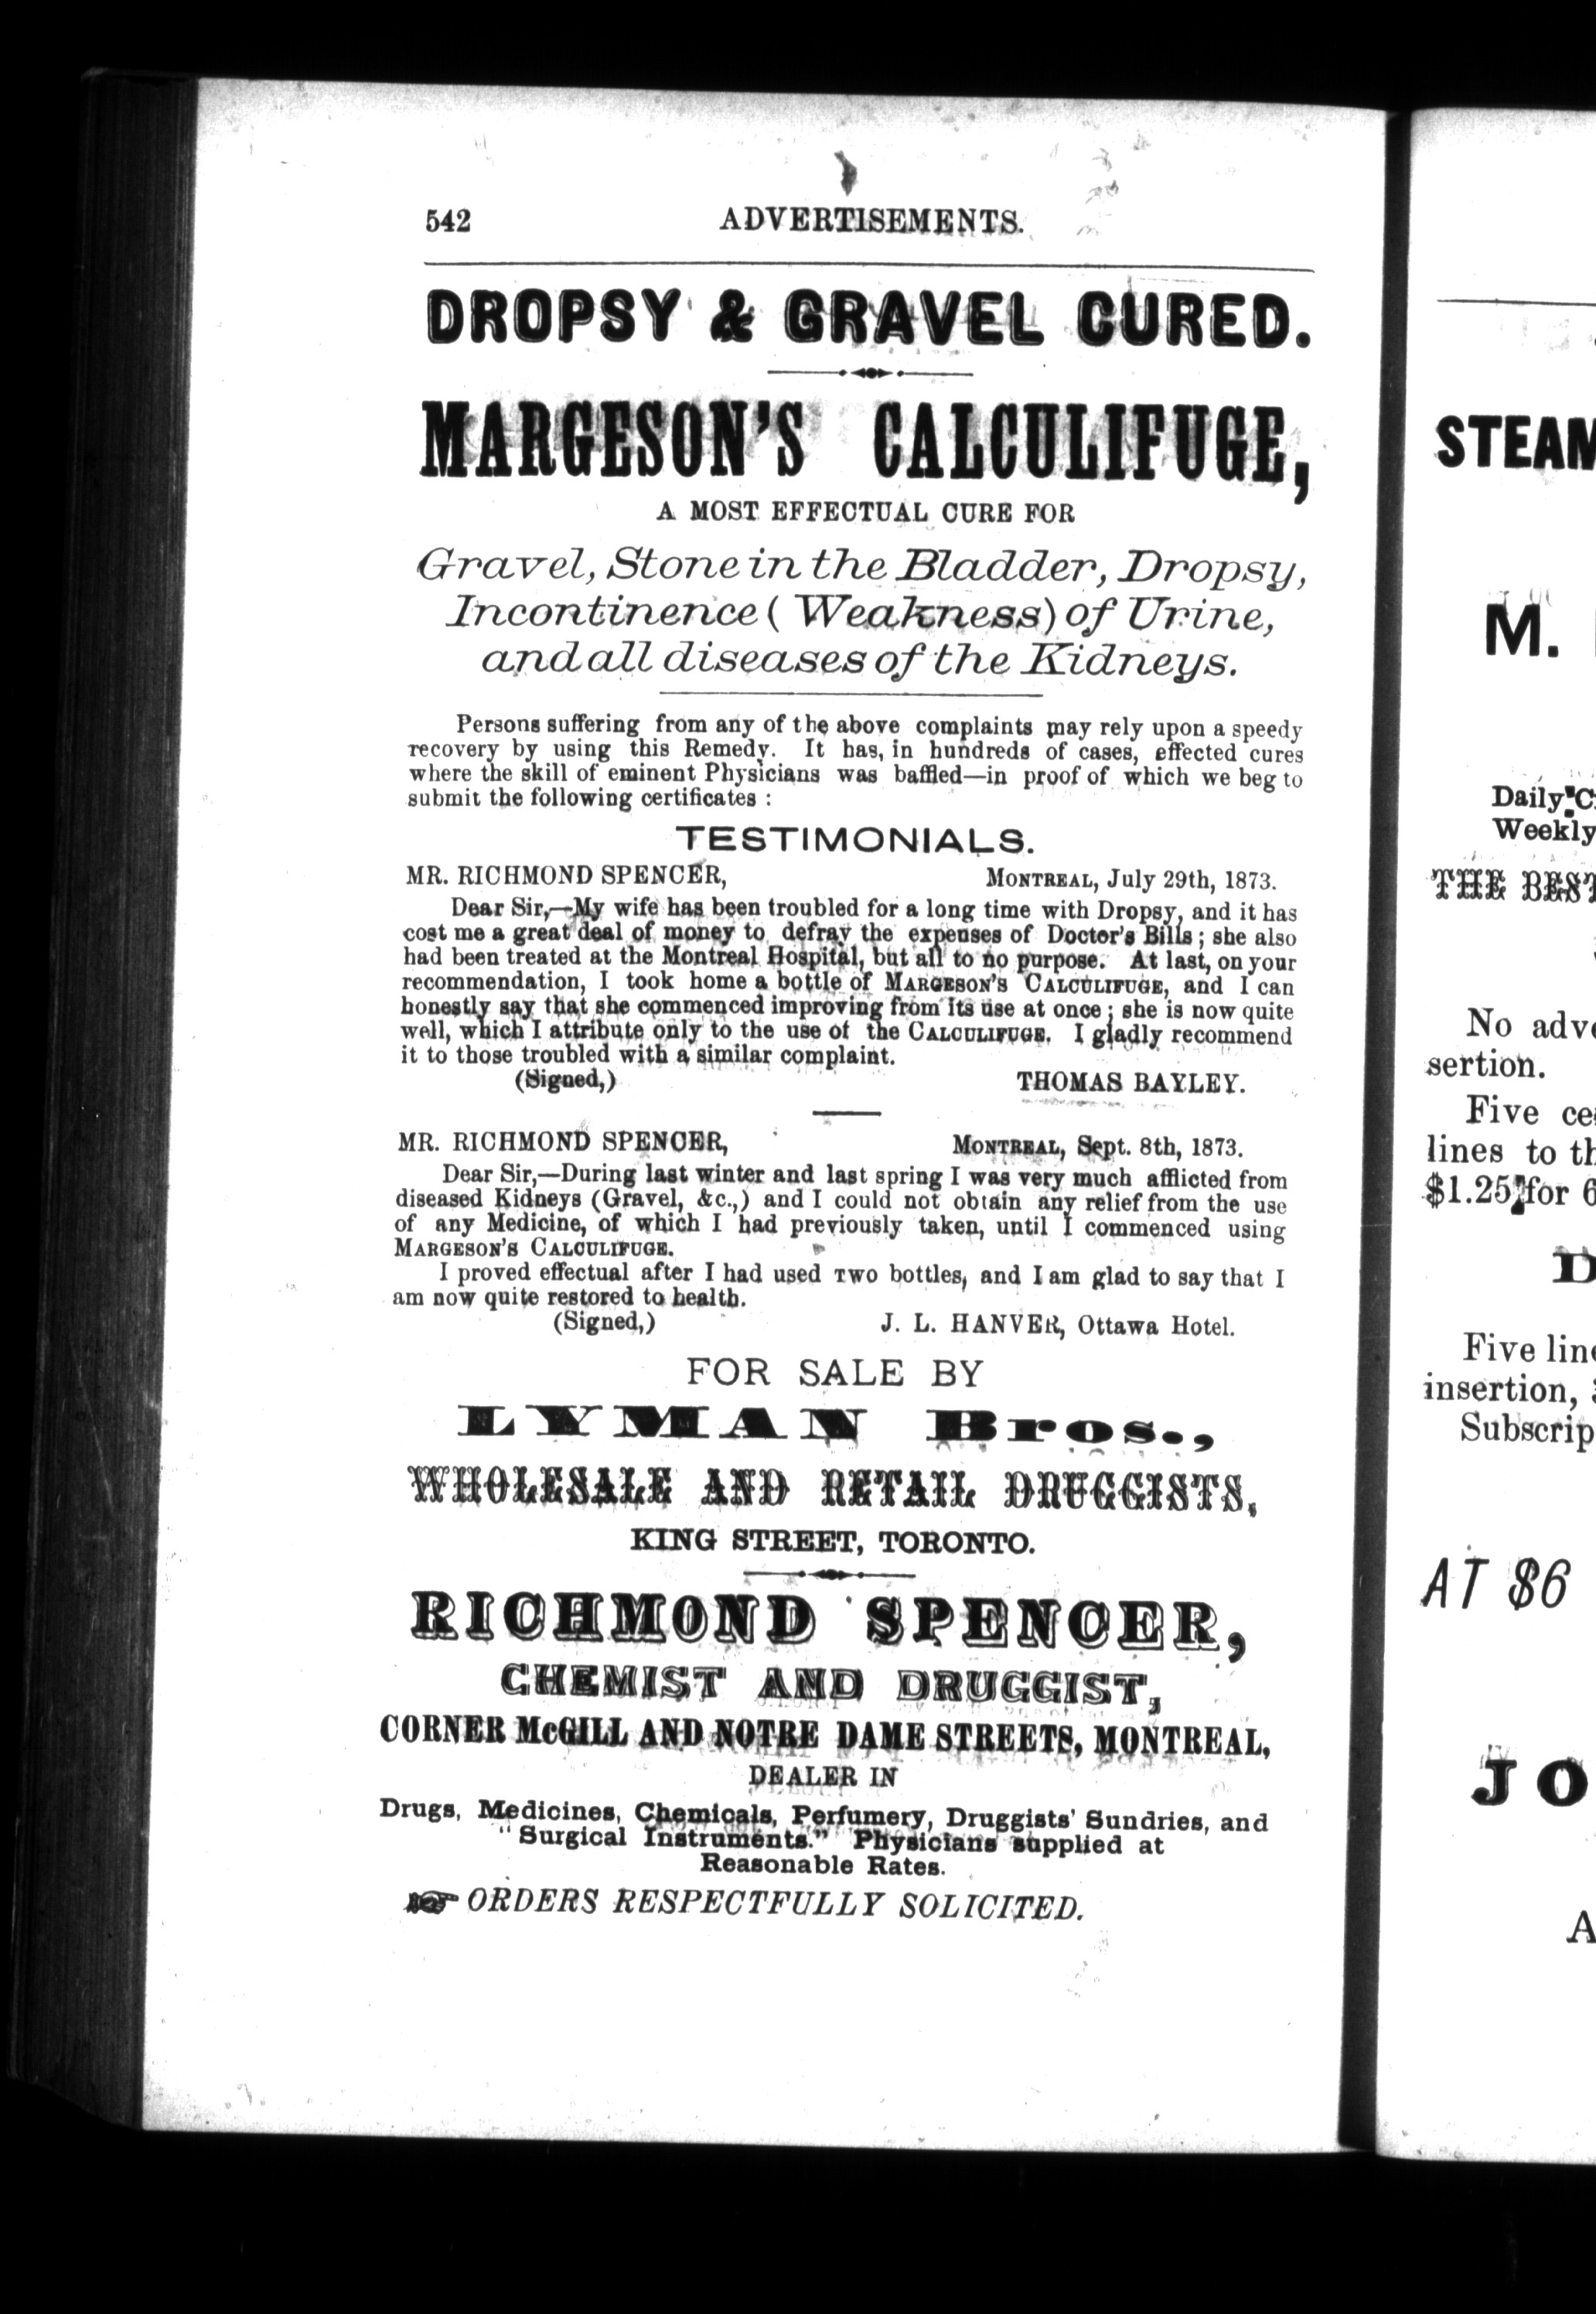 542 ADVERTISEMENTS.
DROPSY & GRAVEL CURED.
MARGESON'S CALCULIFUGE,
A MOST EFFECTUAL CURE FOR
Gravel, Stone in the Bladder, Dropsy,
Incontinence (Weakness) of Urine,
and all diseases of the Kidneys.
Persons suffering from any of the above complaints may rely upon a speedy
recovery by using this Remedy. It has, in hundreds of cases, effected cures
where the skill of eminent Physicians was baffled—in proof of which we beg to
submit the following certificates :
TESTIMONIALS.
MR. RICHMOND SPENCER, MONTREAL, July 29th, 1873.
Dear Sir,—My wife has been troubled for a long time with Dropsy, and it has
cost me a great deal of money to defray the expenses of Doctor's Bills ; she also
had been treated at the Montreal Hospital, but all to no purpose. At last, on your
recommendation, I took home a bottle of MARGESON'S CALCULIFUGE, and I can
honestly say that she commenced improving from its use at once ; she is now quite
well, which I attribute only to the use of the CALCULIFUGE. I gladly recommend
it to those troubled with a similar complaint.
(Signed,) THOMAS BAYLEY.
MR. RICHMOND SPENCER, MONTREAL, Sept. 8th, 1873.
Dear Sir,—During last winter and last spring I was very much afflicted from
diseased Kidneys (Gravel, &c.,) and I could not obtain any relief from the use
of any Medicine, of which I had previously taken, until I commenced using
MARGESON'S CALCULIFUGE.
I proved effectual after I had used TWO bottles, and I am glad to say that I
am now quite restored to health.
(Signed,) J. L. HANVER, Ottawa Hotel.
FOR SALE BY
LYMAN Bros.,
WHOLESALE AND RETAIL DRUGGISTS,
KING STREET, TORONTO.
RICHMOND SPENCER,
CHEMIST AND DRUGGIST,
CORNER McGILL AND NOTRE DAME STREETS, MONTREAL,
DEALER IN
Drugs, Medicines, Chemicals, Perfumery, Druggists' Sundries, and
"Surgical Instruments." Physicians supplied at
Reasonable Rates.
☞ ORDERS RESPECTFULLY SOLICITED.
STEAM
M.
Daily C
Weekly
THE BEST
No adve
sertion.
Five ce
lines to th
$1.25 for 6
D
Five line
insertion,
Subscrip
AT $6
JO
A